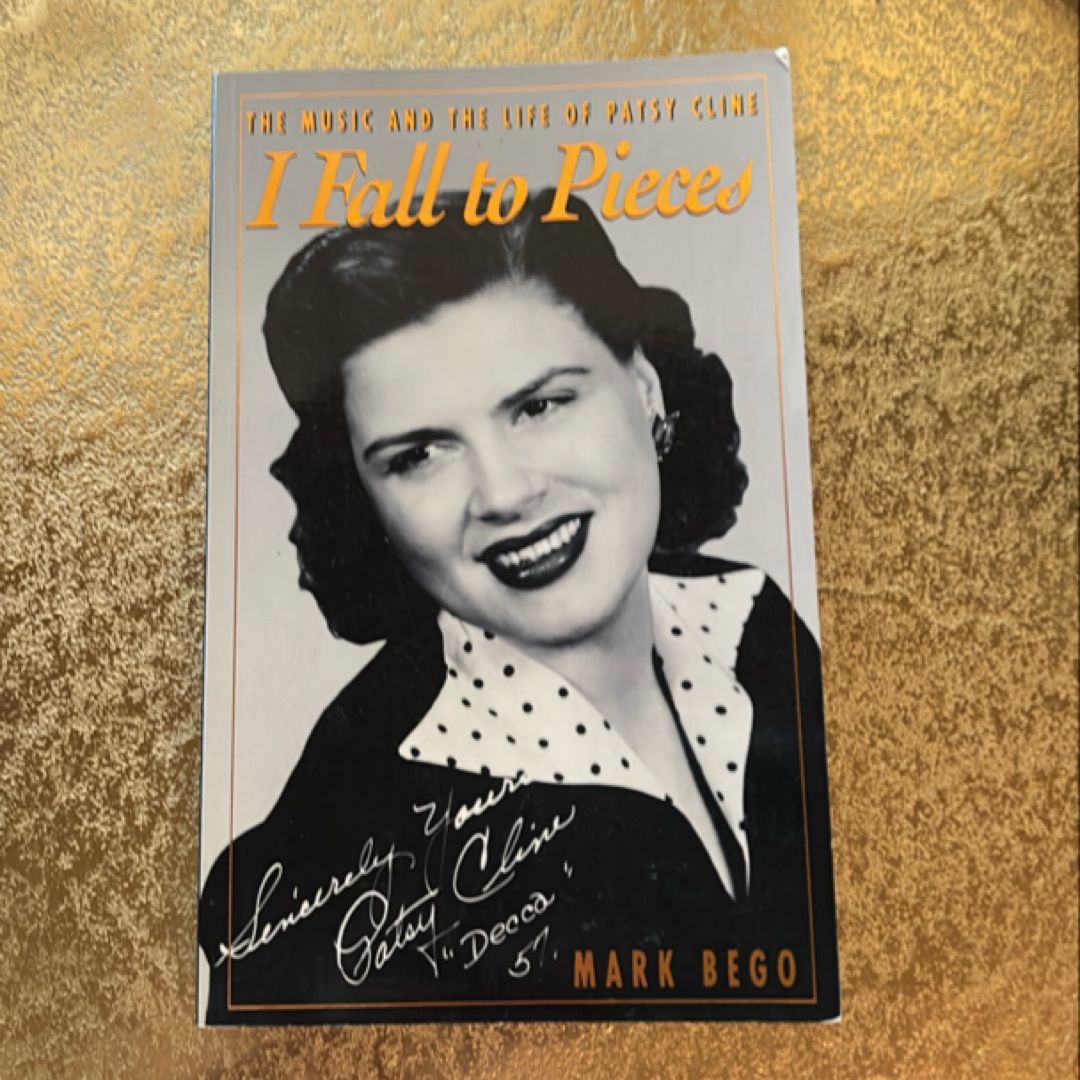 THE MUSIC AND THE LIFE OF PATSY CLINE
I Fall to Pieces
Sincerely Yours
Patsy Cline
"Decca"
57.
MARK BEGO